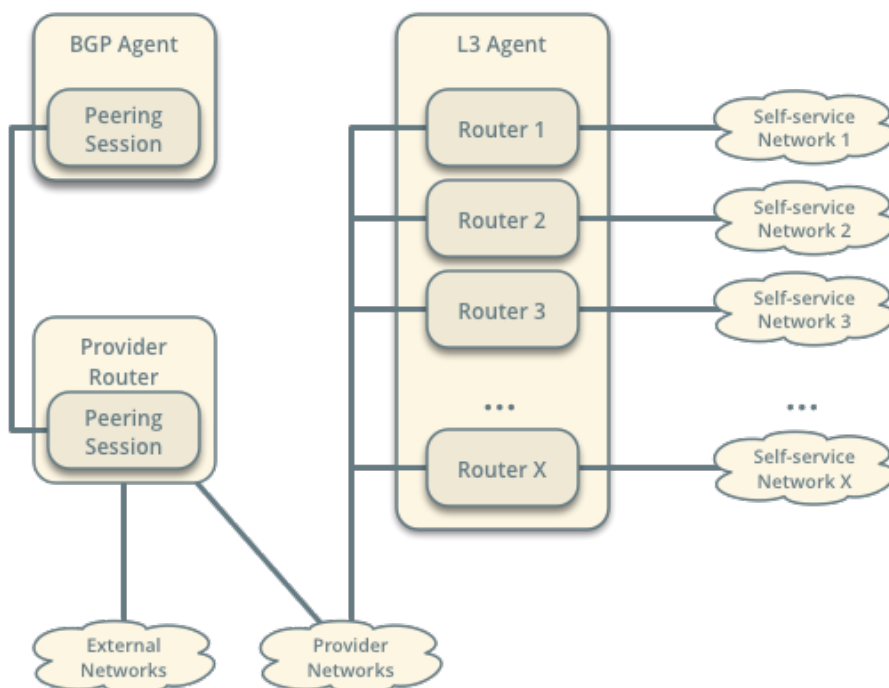 BGP Agent
Peering
Session
L3 Agent
Router 1
Router 2
Router 3
...
Router X
Self-service
Network 1
Self-service
Network 2
Self-service
Network 3
...
Self-service
Network X
Provider
Router
Peering
Session
External
Networks
Provider
Networks